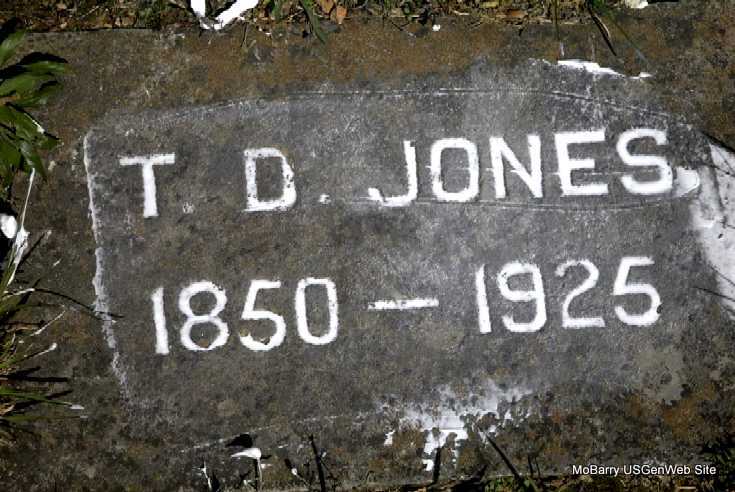 T D. JONES
1850 — 1925
MoBarry USGenWeb Site